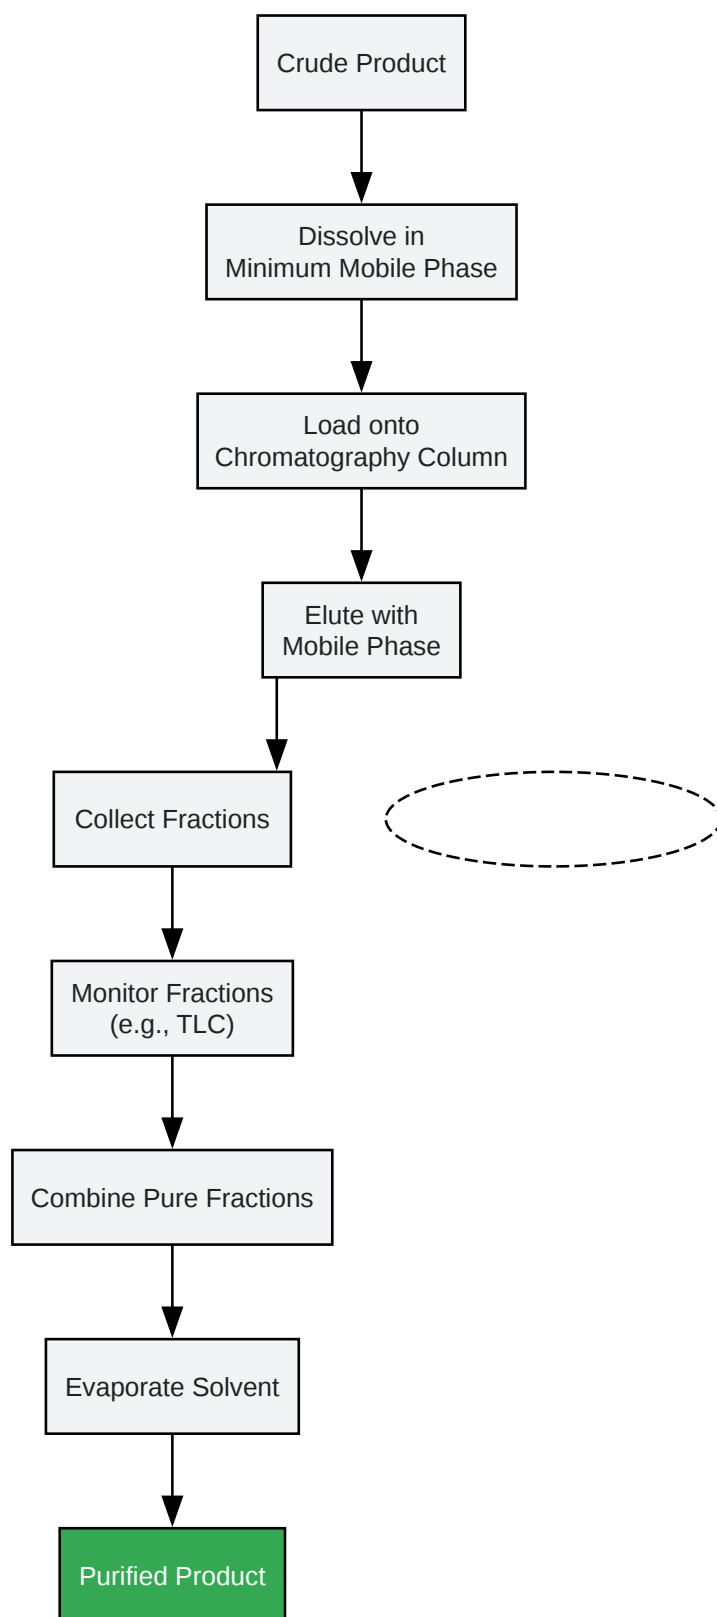 Crude Product
Dissolve in
Minimum Mobile Phase
Load onto
Chromatography Column
Elute with
Mobile Phase
Collect Fractions
Monitor Fractions
(e.g., TLC)
Combine Pure Fractions
Evaporate Solvent
Purified Product